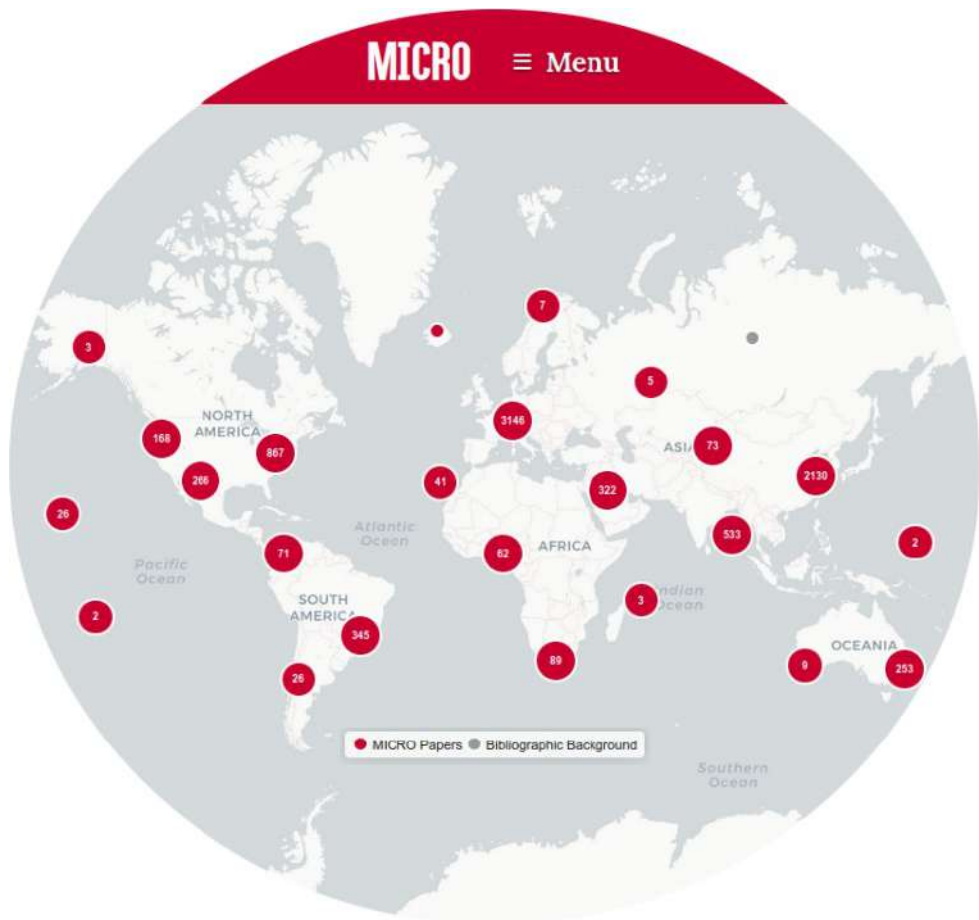 MICRO ☰ Menu
7
3
5
NORTH
AMERICA
3146
168
867
ASIA
73
266
41
322
2130
26
Atlantic
Ocean
533
2
71
62
AFRICA
Pacific
Ocean
3
Indian
Ocean
2
SOUTH
AMERICA
345
OCEANIA
89
9
253
26
MICRO Papers Bibliographic Background
Southern
Ocean